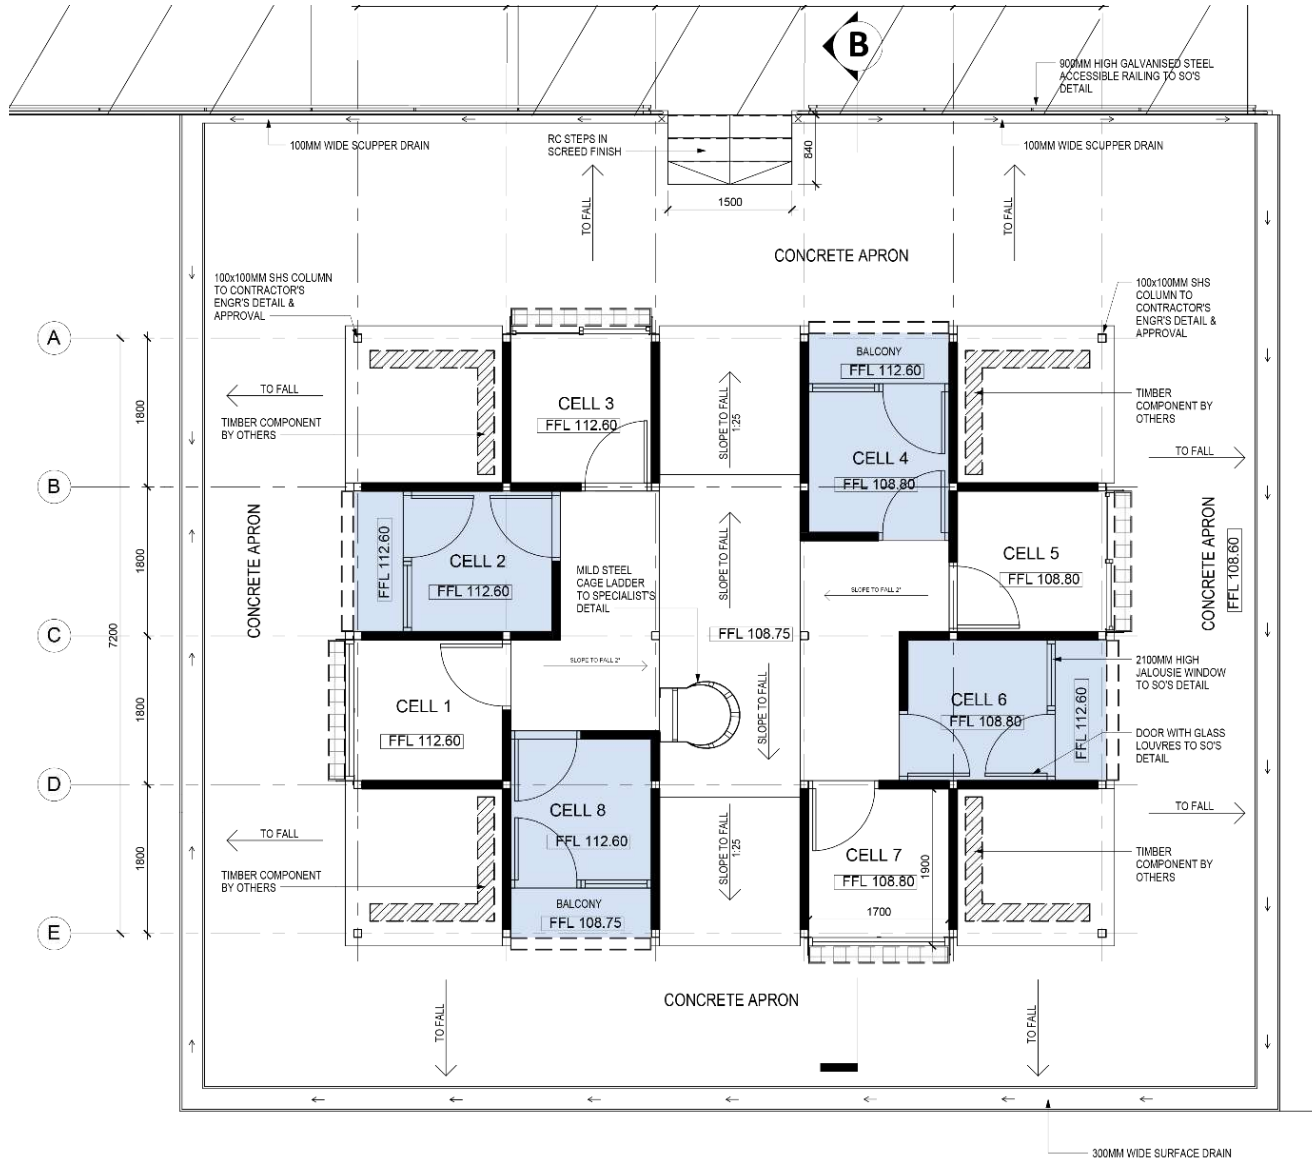 B
900MM HIGH GALVANISED STEEL
ACCESSIBLE RAILING TO SO'S
DETAIL
100MM WIDE SCUPPER DRAIN
RC STEPS IN
SCREED FINISH
840
100MM WIDE SCUPPER DRAIN
1500
TO FALL
TO FALL
CONCRETE APRON
100x100MM SHS COLUMN
TO CONTRACTOR'S
ENGR'S DETAIL &
APPROVAL
100x100MM SHS
COLUMN TO
CONTRACTOR'S
ENGR'S DETAIL &
APPROVAL
A
BALCONY
FFL 112.60
TO FALL
1800
CELL 3
FFL 112.60
SLOPE TO FALL
1:25
TIMBER
COMPONENT BY
OTHERS
TIMBER COMPONENT
BY OTHERS
TO FALL
CELL 4
FFL 108.80
B
CONCRETE APRON
1800
FFL 112.60
CELL 2
FFL 112.60
MILD STEEL
CAGE LADDER
TO SPECIALIST'S
DETAIL
SLOPE TO FALL
SLOPE TO FALL 2°
CELL 5
FFL 108.80
CONCRETE APRON
FFL 108.60
C
7200
FFL 108.75
SLOPE TO FALL 2°
2100MM HIGH
JALOUSIE WINDOW
TO SO'S DETAIL
1800
CELL 1
FFL 112.60
SLOPE TO FALL
CELL 6
FFL 108.80
FFL 112.60
DOOR WITH GLASS
LOUVRES TO SO'S
DETAIL
D
CELL 8
FFL 112.60
TO FALL
TO FALL
1800
SLOPE TO FALL
1:25
CELL 7
FFL 108.80
1900
1700
TIMBER COMPONENT
BY OTHERS
TIMBER
COMPONENT BY
OTHERS
BALCONY
FFL 108.75
E
CONCRETE APRON
TO FALL
TO FALL
300MM WIDE SURFACE DRAIN